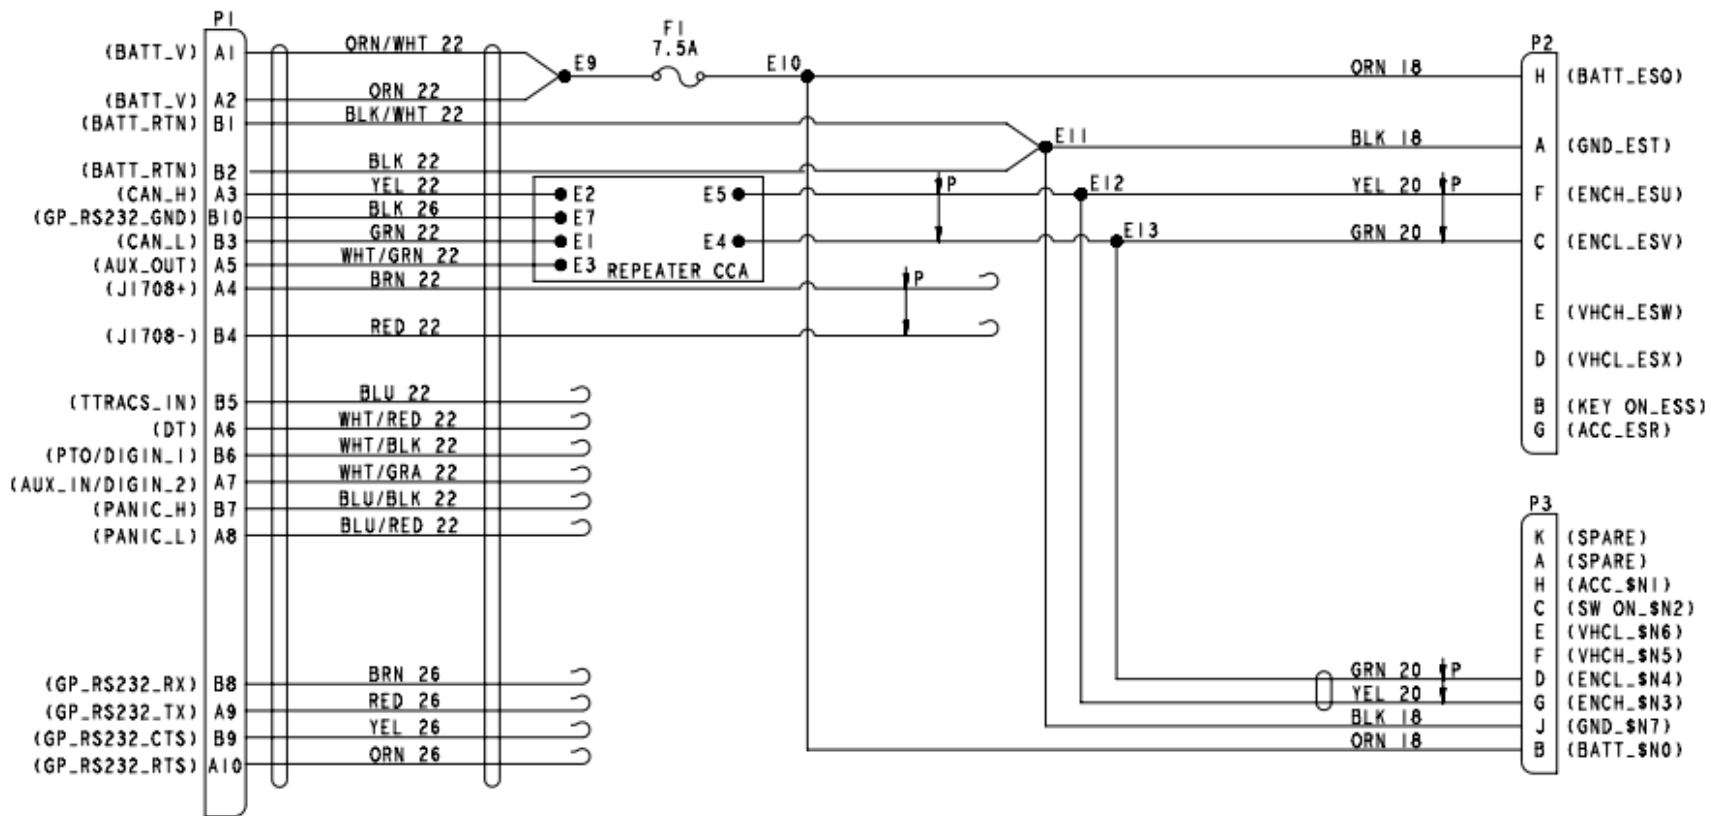 P1
F1
7.5A
P2
(BATT_V) A1 ORN/WHT 22
E9
E10
ORN 18
H (BATT_ESQ)
(BATT_V) A2 ORN 22
(BATT_RTN) B1 BLK/WHT 22
E11
BLK 18
A (GND_EST)
(BATT_RTN) B2 BLK 22
(CAN_H) A3 YEL 22
E2 E5
P
E12
YEL 20
P
F (ENCH_ESU)
(GP_RS232_GND) B10 BLK 26
E7
(CAN_L) B3 GRN 22
E1 E4
E13
GRN 20
C (ENCL_ESV)
(AUX_OUT) A5 WHT/GRN 22
E3 REPEATER CCA
(J1708+) A4 BRN 22
P
E (VHCH_ESW)
(J1708-) B4 RED 22
D (VHCL_ESX)
(TTRACS_IN) B5 BLU 22
B (KEY ON_ESS)
(DT) A6 WHT/RED 22
G (ACC_ESR)
(PTO/DIGIN_1) B6 WHT/BLK 22
(AUX_IN/DIGIN_2) A7 WHT/GRA 22
(PANIC_H) B7 BLU/BLK 22
(PANIC_L) A8 BLU/RED 22
P3
K (SPARE)
A (SPARE)
H (ACC_$N1)
C (SW ON_$N2)
E (VHCL_$N6)
F (VHCH_$N5)
GRN 20 P D (ENCL_$N4)
YEL 20 G (ENCH_$N3)
BLK 18 J (GND_$N7)
ORN 18 B (BATT_$N0)
(GP_RS232_RX) B8 BRN 26
(GP_RS232_TX) A9 RED 26
(GP_RS232_CTS) B9 YEL 26
(GP_RS232_RTS) A10 ORN 26